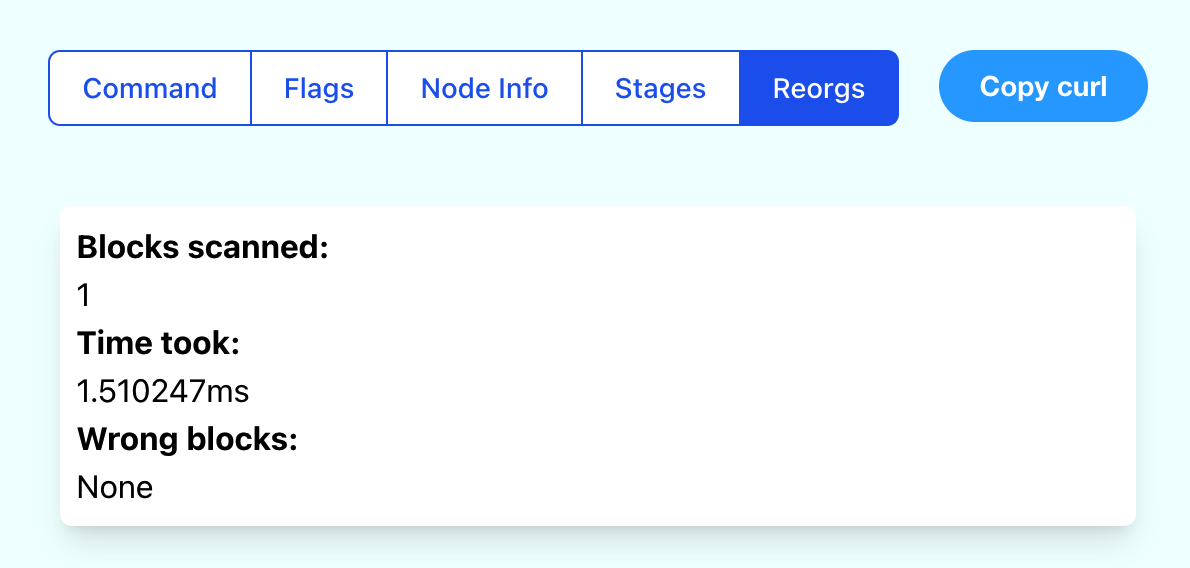 Command Flags Node Info Stages Reorgs Copy curl
Blocks scanned:
1
Time took:
1.510247ms
Wrong blocks:
None